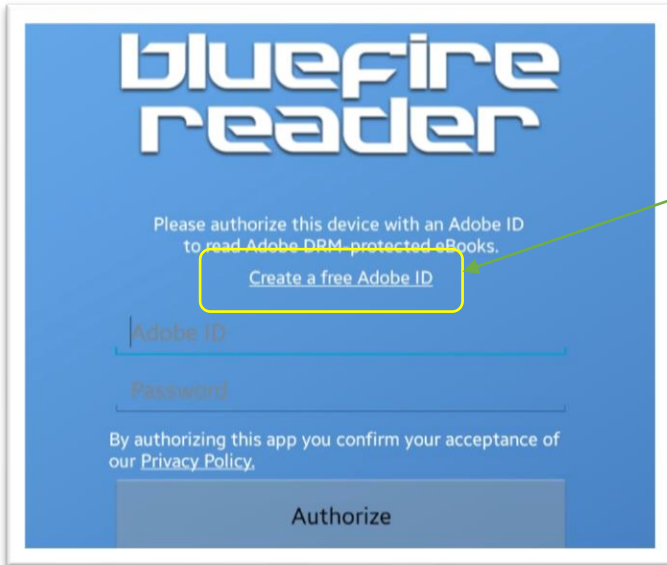 bluefire
reader
Please authorize this device with an Adobe ID
to read Adobe DRM-protected eBooks.
Create a free Adobe ID
Adobe ID
Password
By authorizing this app you confirm your acceptance of
our Privacy Policy.
Authorize